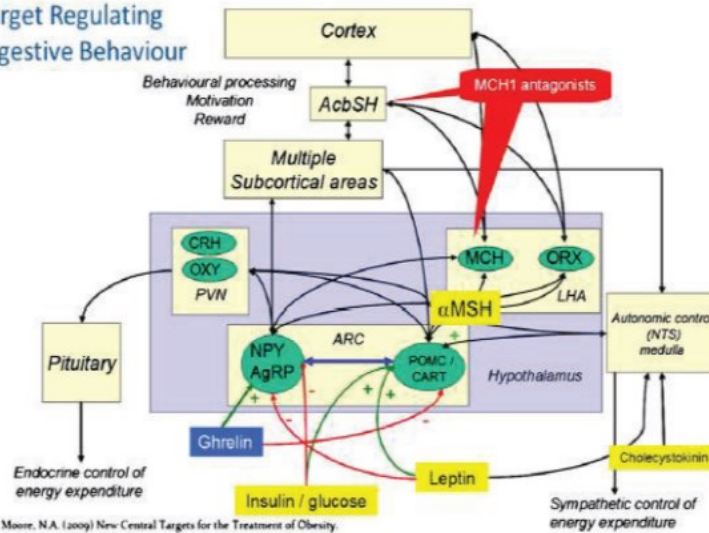 rget Regulating
gestive Behaviour
Cortex
Behavioural processing
Motivation
Reward
AcbSH
MCH1 antagonists
Multiple
Subcortical areas
CRH
OXY
PVN
MCH
ORX
LHA
αMSH
Autonomic contro
(NTS)
medulla
ARC
NPY
AgRP
POMC /
CART
Hypothalamus
Pituitary
+
+
+
+
-
-
-
Ghrelin
Leptin
Cholecystokinin
Insulin / glucose
Endocrine control of
energy expenditure
Sympathetic control of
energy expenditure
Moore, N.A. (2009) New Central Targets for the Treatment of Obesity.